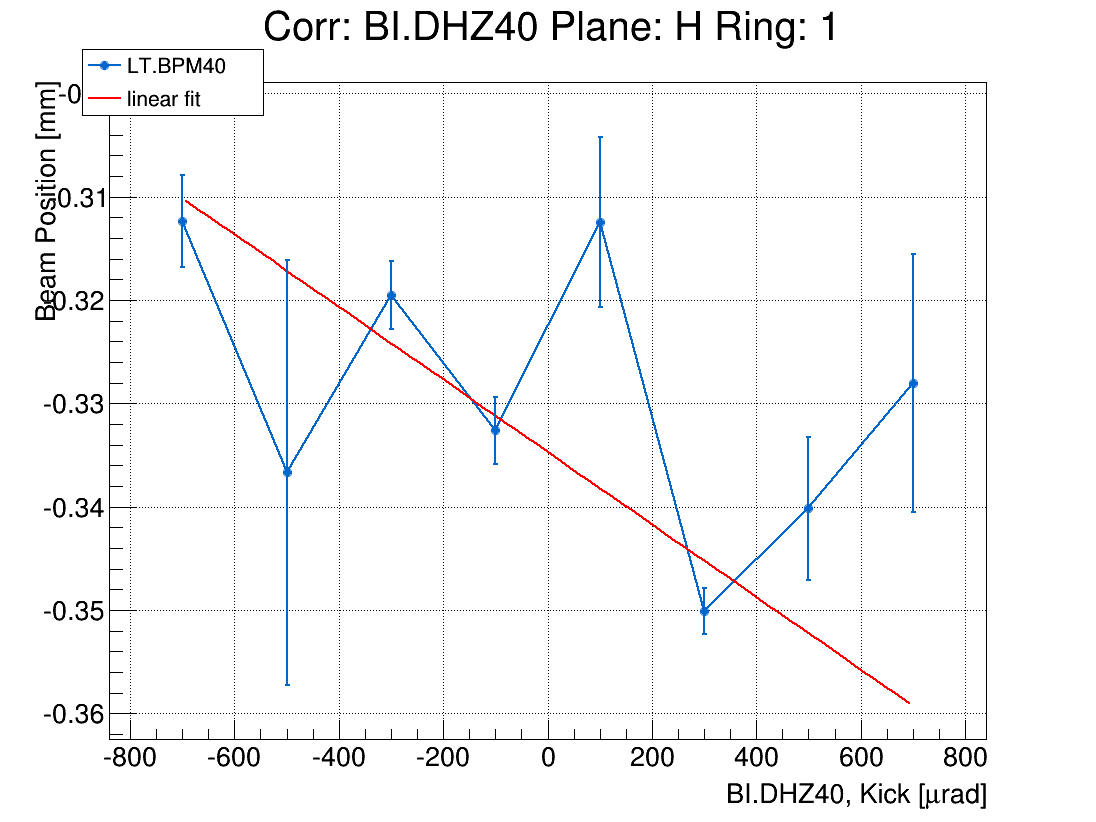 Corr: BI.DHZ40 Plane: H Ring: 1
LT.BPM40
linear fit
Beam Position [mm]
-0.31
-0.32
-0.33
-0.34
-0.35
-0.36
-800 -600 -400 -200 0 200 400 600 800
BI.DHZ40, Kick [μrad]